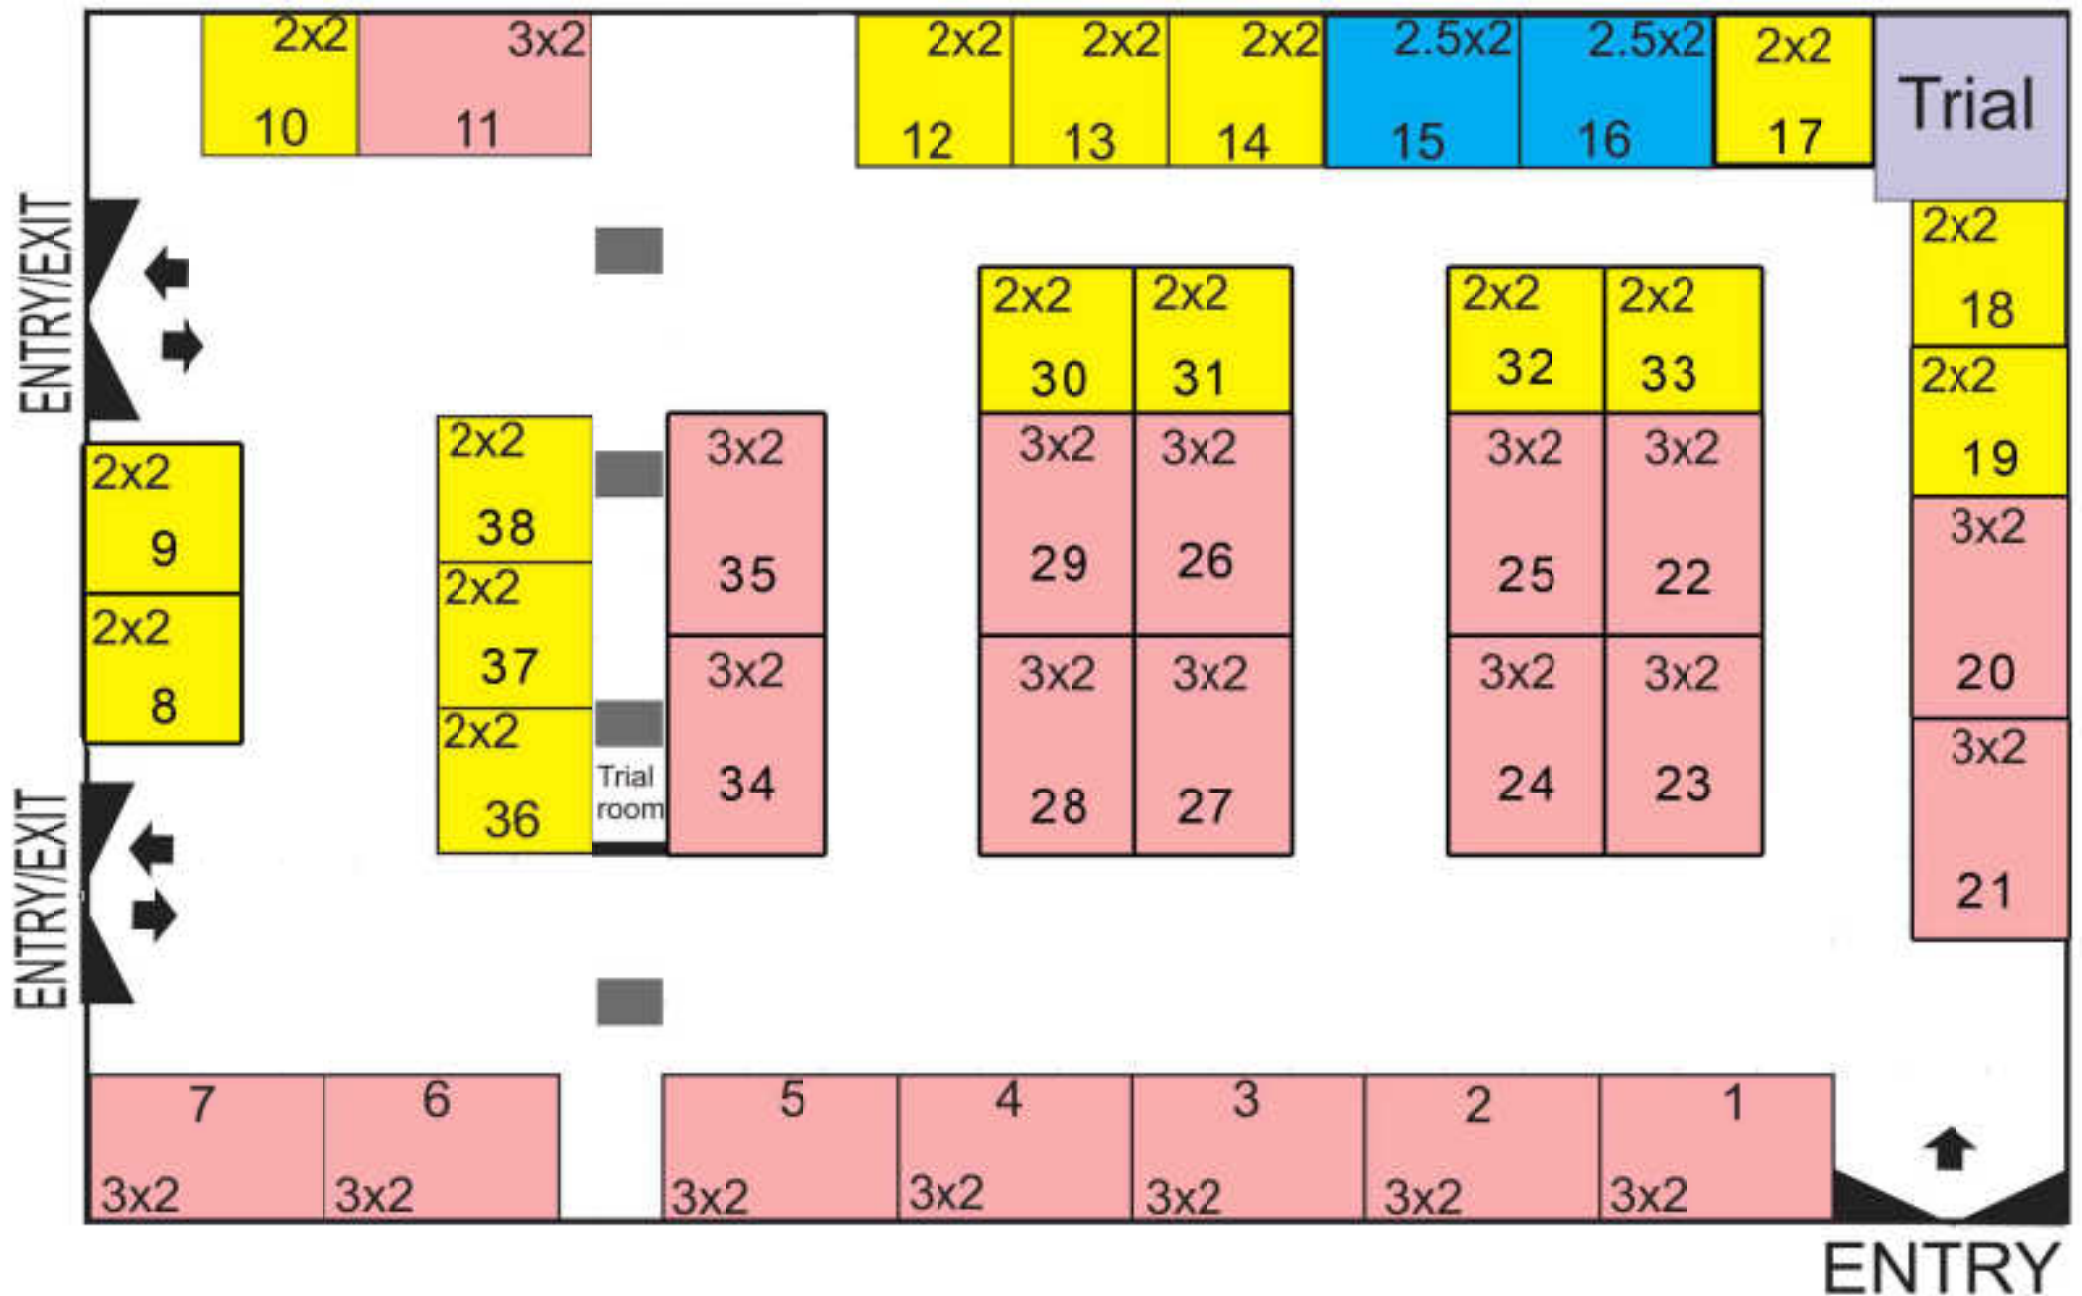 2x2
10
3x2
11
2x2
12
2x2
13
2x2
14
2.5x2
15
2.5x2
16
2x2
17
Trial
ENTRY/EXIT
2x2
18
2x2
19
3x2
20
3x2
21
2x2
30
2x2
31
3x2
29
3x2
26
3x2
28
3x2
27
2x2
32
2x2
33
3x2
25
3x2
22
3x2
24
3x2
23
2x2
9
2x2
8
2x2
38
2x2
37
2x2
36
Trial
room
3x2
35
3x2
34
ENTRY/EXIT
7
3x2
6
3x2
5
3x2
4
3x2
3
3x2
2
3x2
1
3x2
ENTRY